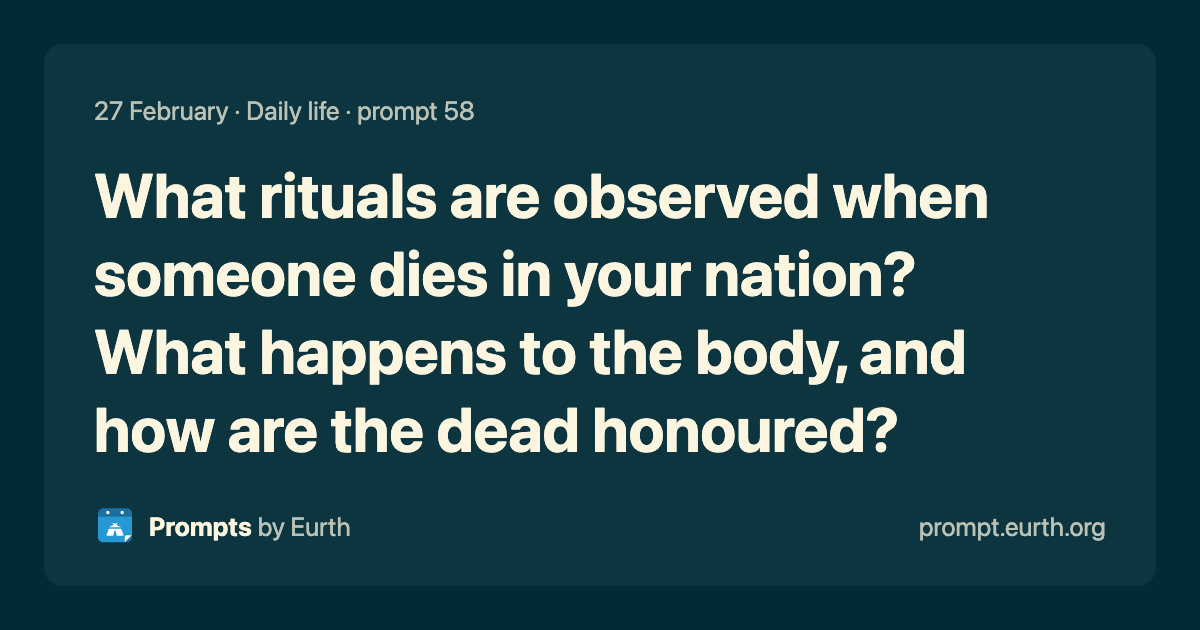 27 February · Daily life · prompt 58
What rituals are observed when
someone dies in your nation?
What happens to the body, and
how are the dead honoured?
Prompts by Eurth
prompt.eurth.org